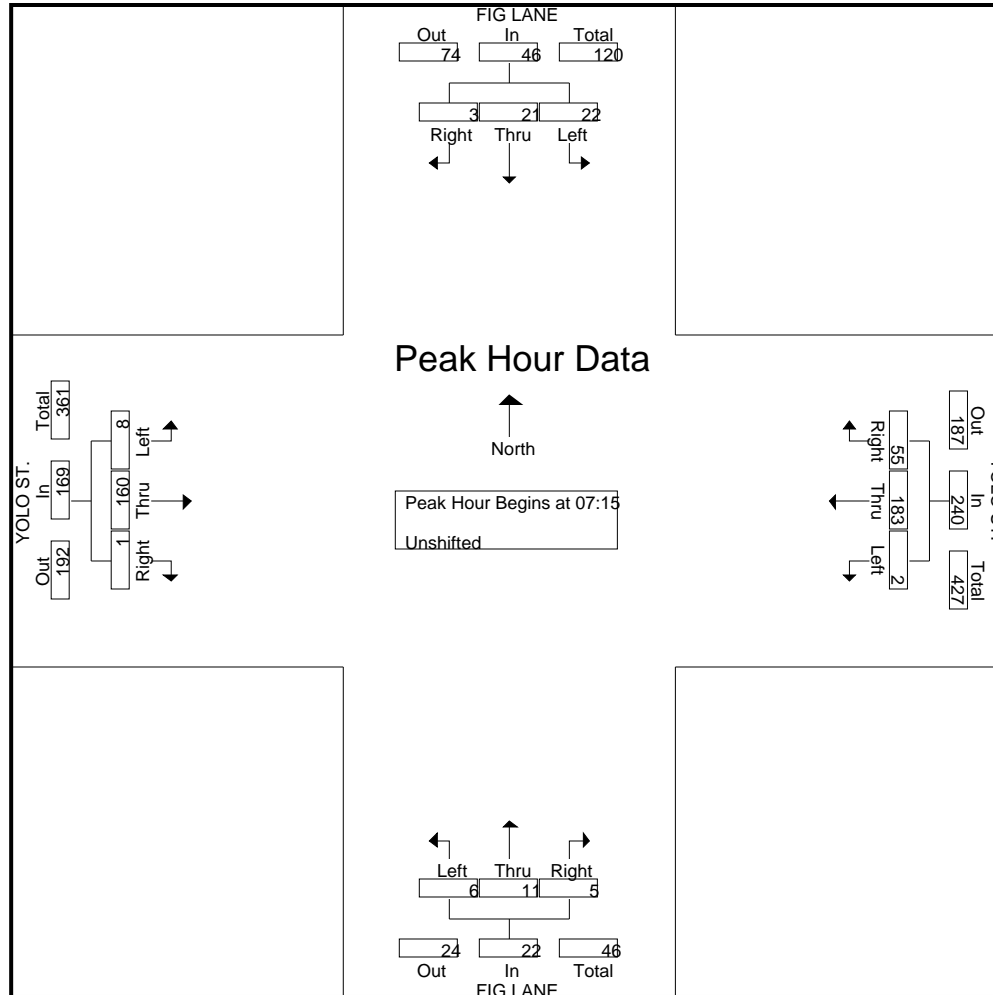 FIG LANE
Out In Total
74 46 120
3 21 22
Right Thru Left
Peak Hour Data
North
Peak Hour Begins at 07:15
Unshifted
YOLO ST.
Total In Out
361 169 192
8 160 1
Left Thru Right
Right Thru Left
55 183 2
187 240 427
Out In Total
Left Thru Right
6 11 5
24 22 46
Out In Total
FIG LANE